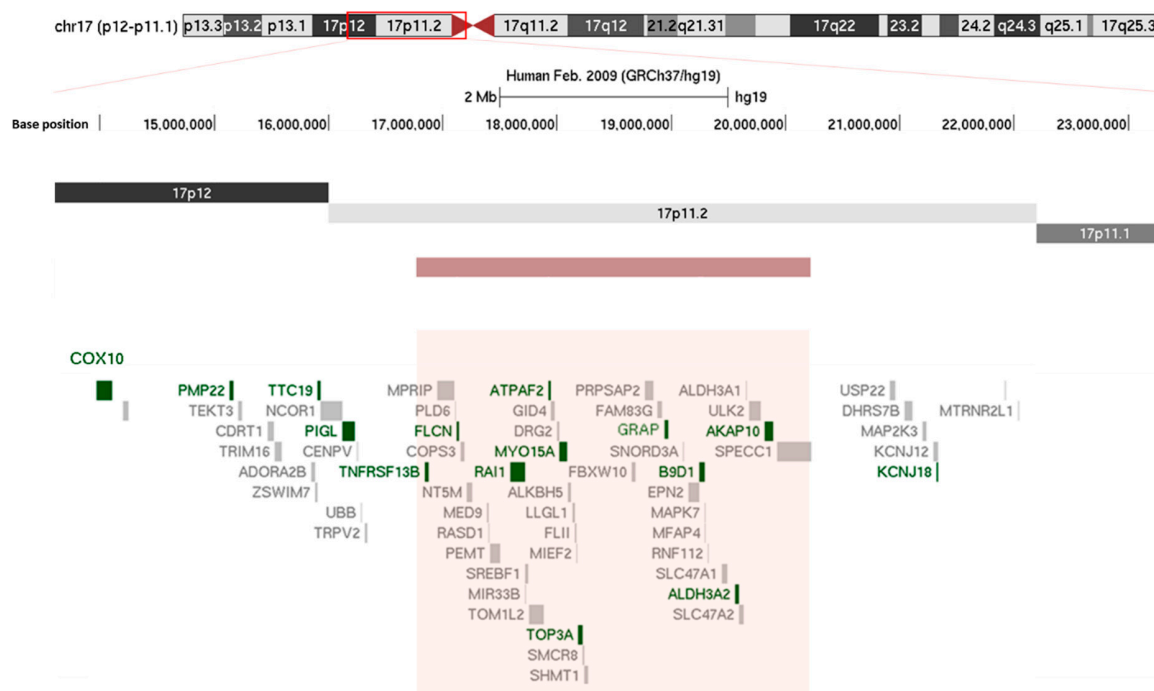 chr17 (p12-p11.1) p13.3 p13.2 p13.1 17p12 17p11.2 17q11.2 17q12 21.2 q21.31 17q22 23.2 24.2 q24.3 q25.1 17q25.3
Human Feb. 2009 (GRCh37/hg19)
2 Mb hg19
Base position 15,000,000 16,000,000 17,000,000 18,000,000 19,000,000 20,000,000 21,000,000 22,000,000 23,000,000
17p12
17p11.2
17p11.1
COX10
PMP22 TTC19 MPRIP ATPAF2 PRPSAP2 ALDH3A1 USP22
TEKT3 NCOR1 PLD6 GID4 FAM83G ULK2 DHRS7B MTRNR2L1
CDRT1 PIGL FLCN DRG2 GRAP AKAP10 MAP2K3
TRIM16 CENPV COPS3 MYO15A SNORD3A SPECC1 KCNJ12
ADORA2B TNFRSF13B RAI1 FBXW10 B9D1 KCNJ18
ZSWIM7 NT5M ALKBH5 EPN2
UBB MED9 LLGL1 MAPK7
TRPV2 RASD1 FLII MFAP4
PEMT MIEF2 RNF112
SREBF1 SLC47A1
MIR33B ALDH3A2
TOM1L2 SLC47A2
TOP3A
SMCR8
SHMT1